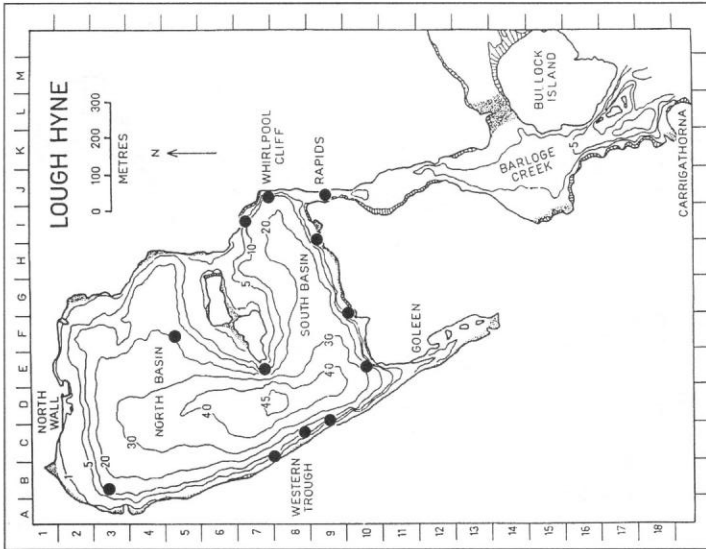 A B C D E F G H I J K L M
LOUGH HYNE
0 100 200 300
METRES
N
NORTH
WALL
WHIRLPOOL
CLIFF
RAPIDS
NORTH BASIN
SOUTH BASIN
WESTERN
TROUGH
GOLEEN
BARLOGE
CREEK
BULLOCK
ISLAND
CARRIGATHORNA
1
5
20
30
40
45
40
30
20
10
5
1
5
1
2
3
4
5
6
7
8
9
10
11
12
13
14
15
16
17
18